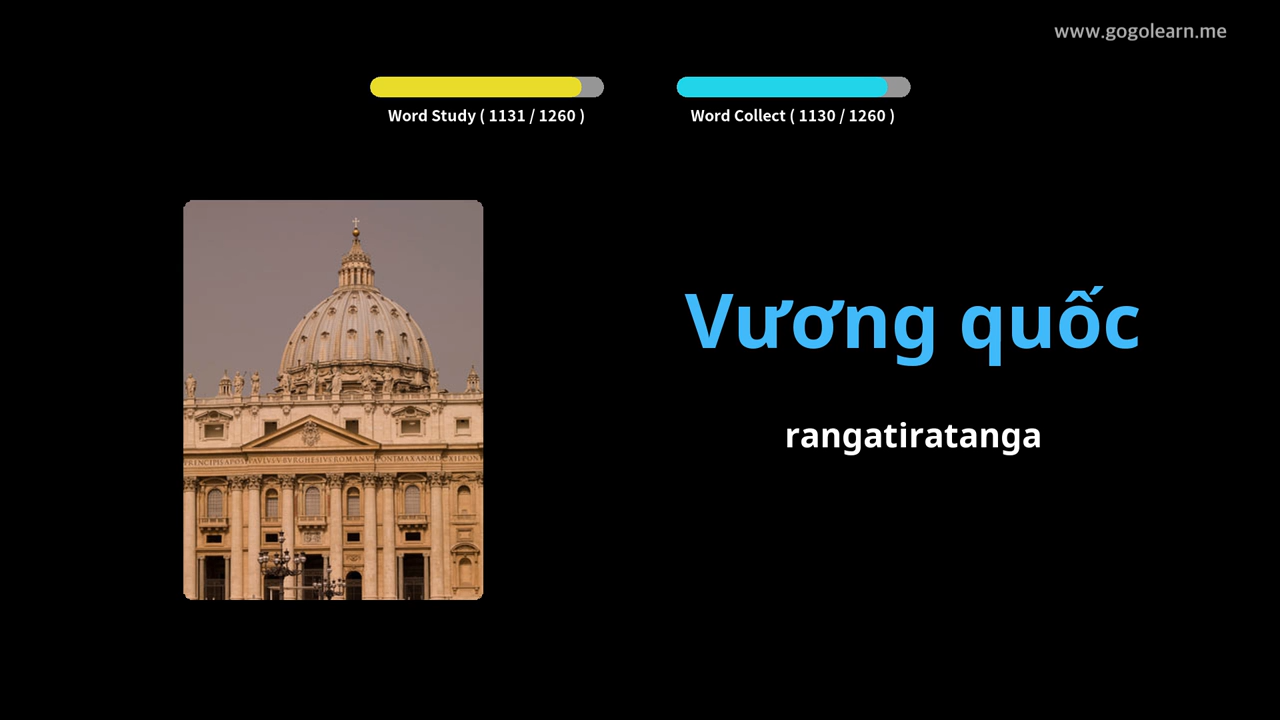 www.gogolearn.me
Word Study ( 1131 / 1260 )
Word Collect ( 1130 / 1260 )
Vương quốc
rangatiratanga